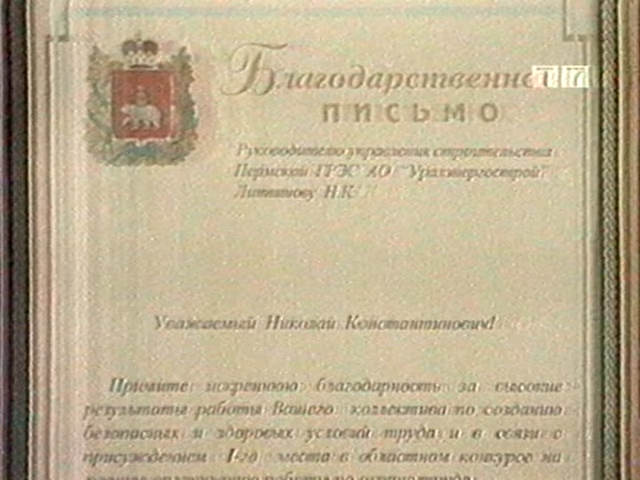 Благодарственное
ПИСЬМО
Руководителю управления строительства
Пермской ГРЭС АО "Уралэнергострой"
Литвинову Н.К.
Уважаемый Николай Константинович!
Примите искреннюю благодарность за высокие
результаты работы Вашего коллектива по созданию
безопасных и здоровых условий труда и в связи с
присуждением 1-го места в областном конкурсе на